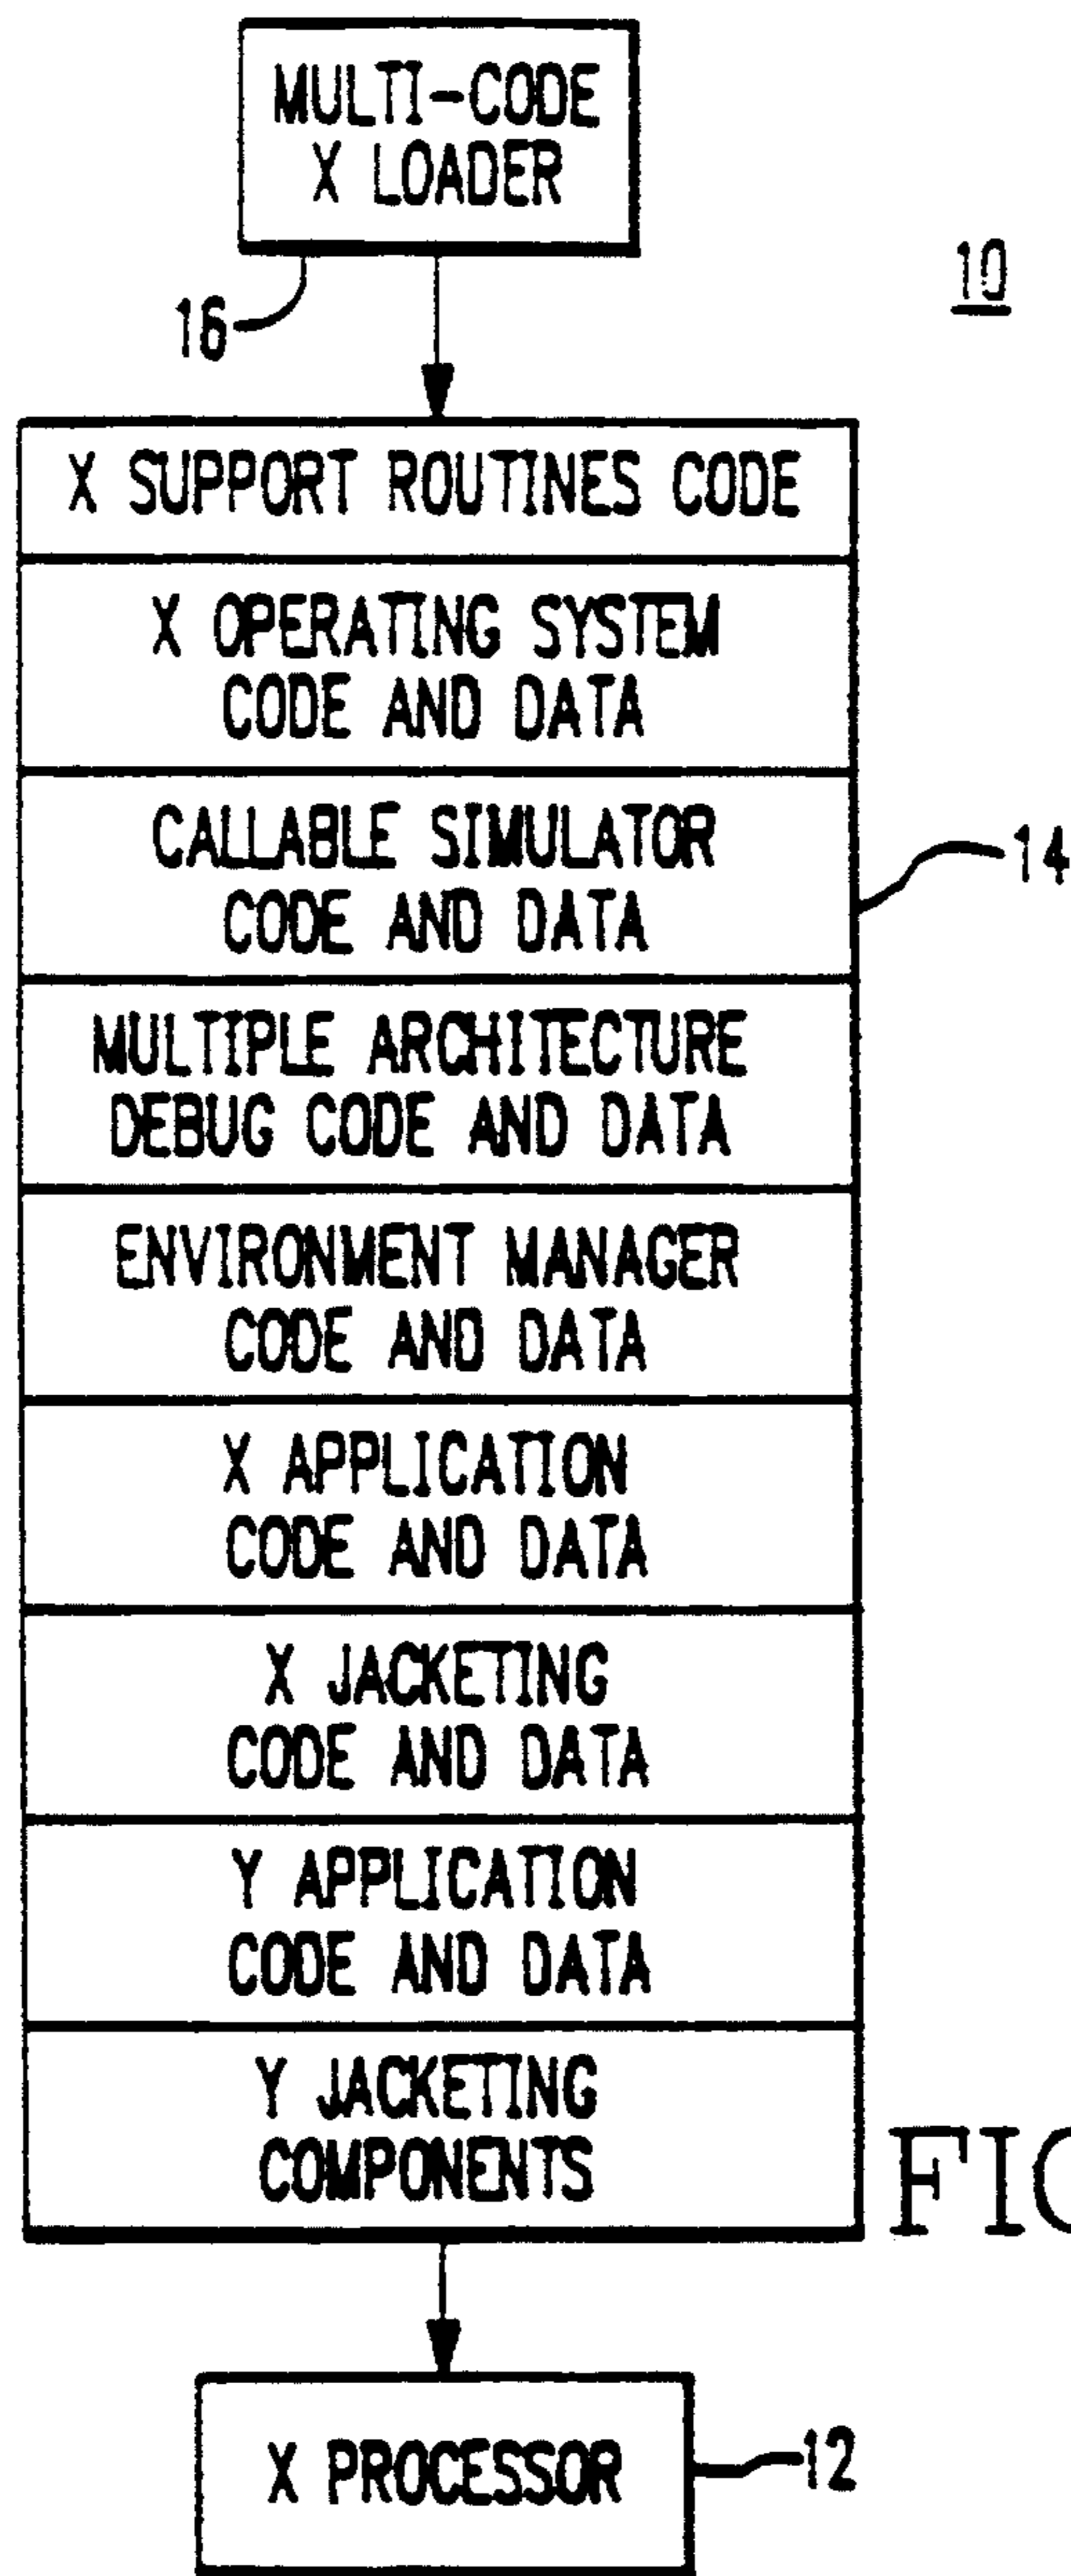 MULTI-CODE
X LOADER
10
16
X SUPPORT ROUTINES CODE
X OPERATING SYSTEM
CODE AND DATA
CALLABLE SIMULATOR
CODE AND DATA
14
MULTIPLE ARCHITECTURE
DEBUG CODE AND DATA
ENVIRONMENT MANAGER
CODE AND DATA
X APPLICATION
CODE AND DATA
X JACKETING
CODE AND DATA
Y APPLICATION
CODE AND DATA
Y JACKETING
COMPONENTS
X PROCESSOR
12